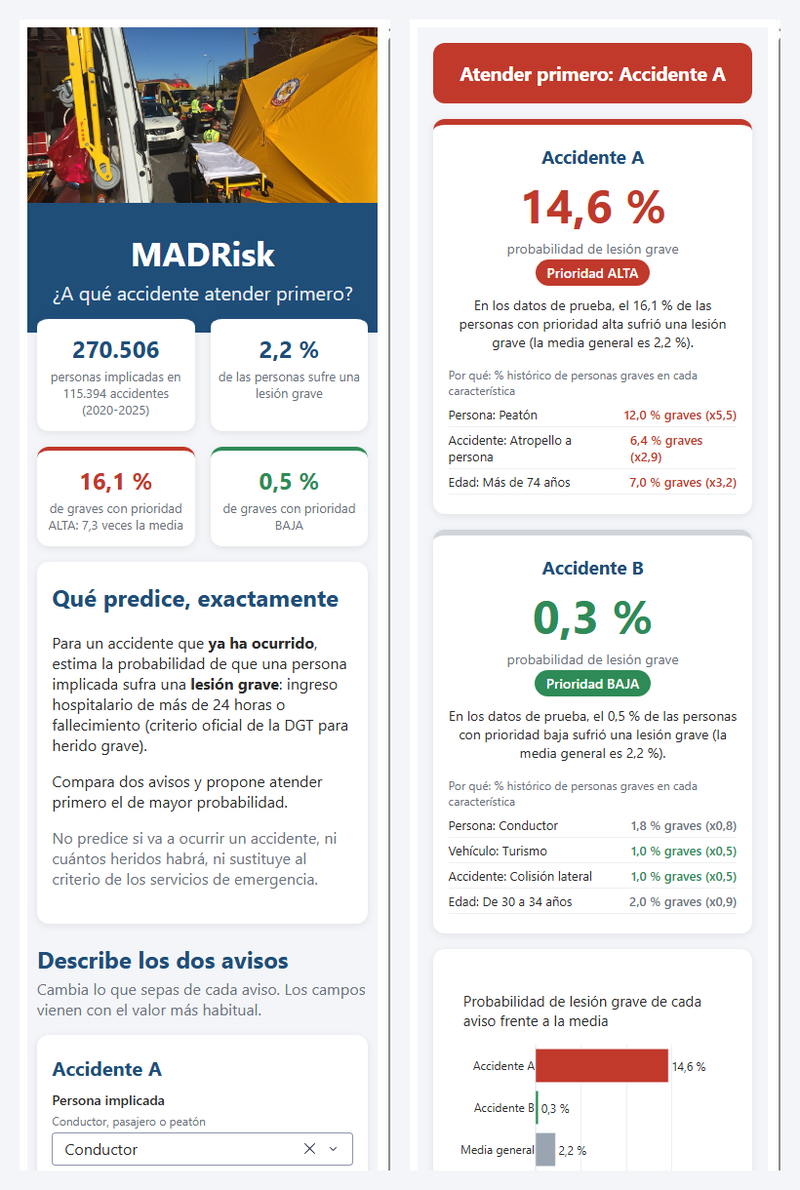 MADRisk
¿A qué accidente atender primero?
270.506
personas implicadas en
115.394 accidentes
(2020-2025)
2,2 %
de las personas sufre una
lesión grave
16,1 %
de graves con prioridad
ALTA: 7,3 veces la media
0,5 %
de graves con prioridad
BAJA
Qué predice, exactamente
Para un accidente que ya ha ocurrido,
estima la probabilidad de que una persona
implicada sufra una lesión grave: ingreso
hospitalario de más de 24 horas o
fallecimiento (criterio oficial de la DGT para
herido grave).
Compara dos avisos y propone atender
primero el de mayor probabilidad.
No predice si va a ocurrir un accidente, ni
cuántos heridos habrá, ni sustituye al
criterio de los servicios de emergencia.
Describe los dos avisos
Cambia lo que sepas de cada aviso. Los campos
vienen con el valor más habitual.
Accidente A
Persona implicada
Conductor, pasajero o peatón
Conductor
Atender primero: Accidente A
Accidente A
14,6 %
probabilidad de lesión grave
Prioridad ALTA
En los datos de prueba, el 16,1 % de las
personas con prioridad alta sufrió una lesión
grave (la media general es 2,2 %).
Por qué: % histórico de personas graves en cada
característica
Persona: Peatón 12,0 % graves (x5,5)
Accidente: Atropello a
persona
6,4 % graves
(x2,9)
Edad: Más de 74 años 7,0 % graves (x3,2)
Accidente B
0,3 %
probabilidad de lesión grave
Prioridad BAJA
En los datos de prueba, el 0,5 % de las personas
con prioridad baja sufrió una lesión grave (la
media general es 2,2 %).
Por qué: % histórico de personas graves en cada
característica
Persona: Conductor 1,8 % graves (x0,8)
Vehículo: Turismo 1,0 % graves (x0,5)
Accidente: Colisión lateral 1,0 % graves (x0,5)
Edad: De 30 a 34 años 2,0 % graves (x0,9)
Probabilidad de lesión grave de cada
aviso frente a la media
Accidente A 14,6 %
Accidente B 0,3 %
Media general 2,2 %